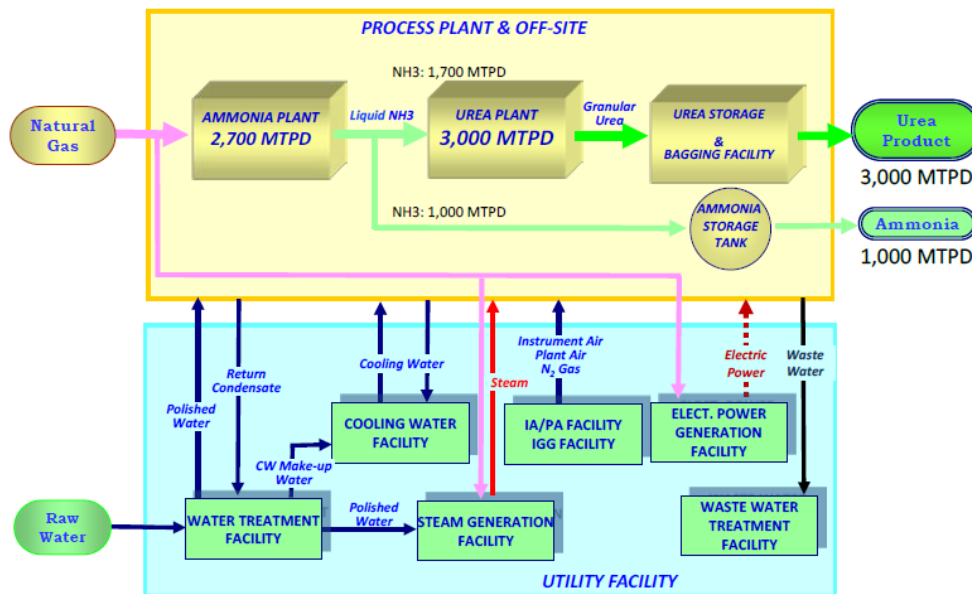 PROCESS PLANT & OFF-SITE
NH3: 1,700 MTPD
Natural
Gas
AMMONIA PLANT
2,700 MTPD
Liquid NH3
UREA PLANT
3,000 MTPD
Granular
Urea
UREA STORAGE
&
BAGGING FACILITY
Urea
Product
3,000 MTPD
NH3: 1,000 MTPD
AMMONIA
STORAGE
TANK
Ammonia
1,000 MTPD
Polished
Water
Return
Condensate
Cooling Water
Steam
Instrument Air
Plant Air
N₂ Gas
Electric
Power
Waste
Water
COOLING WATER
FACILITY
IA/PA FACILITY
IGG FACILITY
ELECT. POWER
GENERATION
FACILITY
CW Make-up
Water
Raw
Water
WATER TREATMENT
FACILITY
Polished
Water
STEAM GENERATION
FACILITY
WASTE WATER
TREATMENT
FACILITY
UTILITY FACILITY